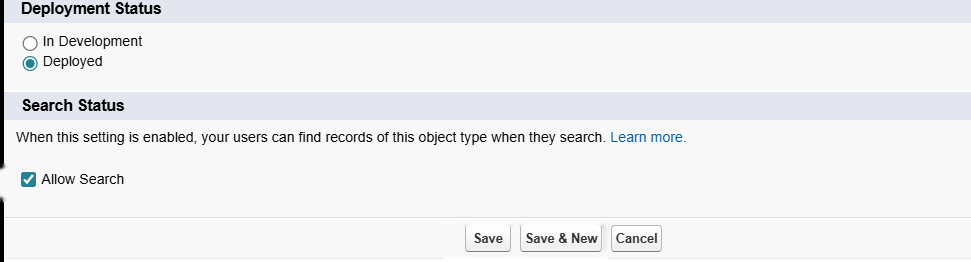 Deployment Status
In Development
Deployed
Search Status
When this setting is enabled, your users can find records of this object type when they search. Learn more.
Allow Search
Save Save & New Cancel